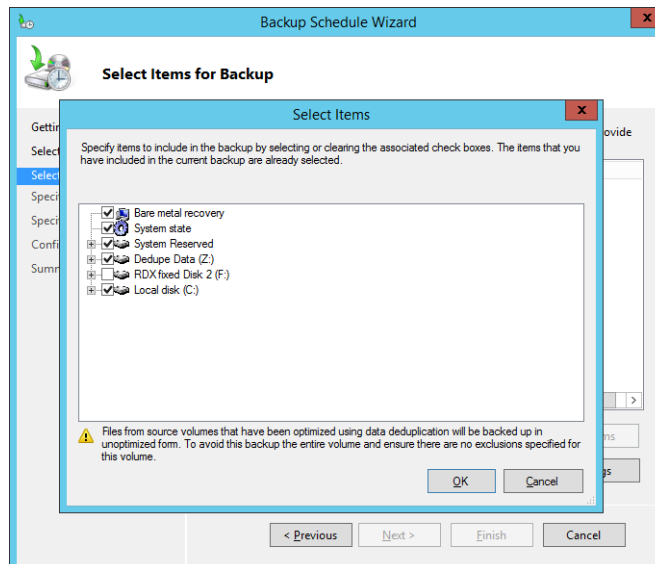 Backup Schedule Wizard
x
Select Items for Backup
Select Items
x
ovide
Specify items to include in the backup by selecting or clearing the associated check boxes. The items that you
have included in the current backup are already selected.
Bare metal recovery
System state
System Reserved
Dedupe Data (Z:)
RDX fixed Disk 2 (F:)
Local disk (C:)
Files from source volumes that have been optimized using data deduplication will be backed up in
unoptimized form. To avoid this backup the entire volume and ensure there are no exclusions specified for
this volume.
OK
Cancel
< Previous
Next >
Finish
Cancel